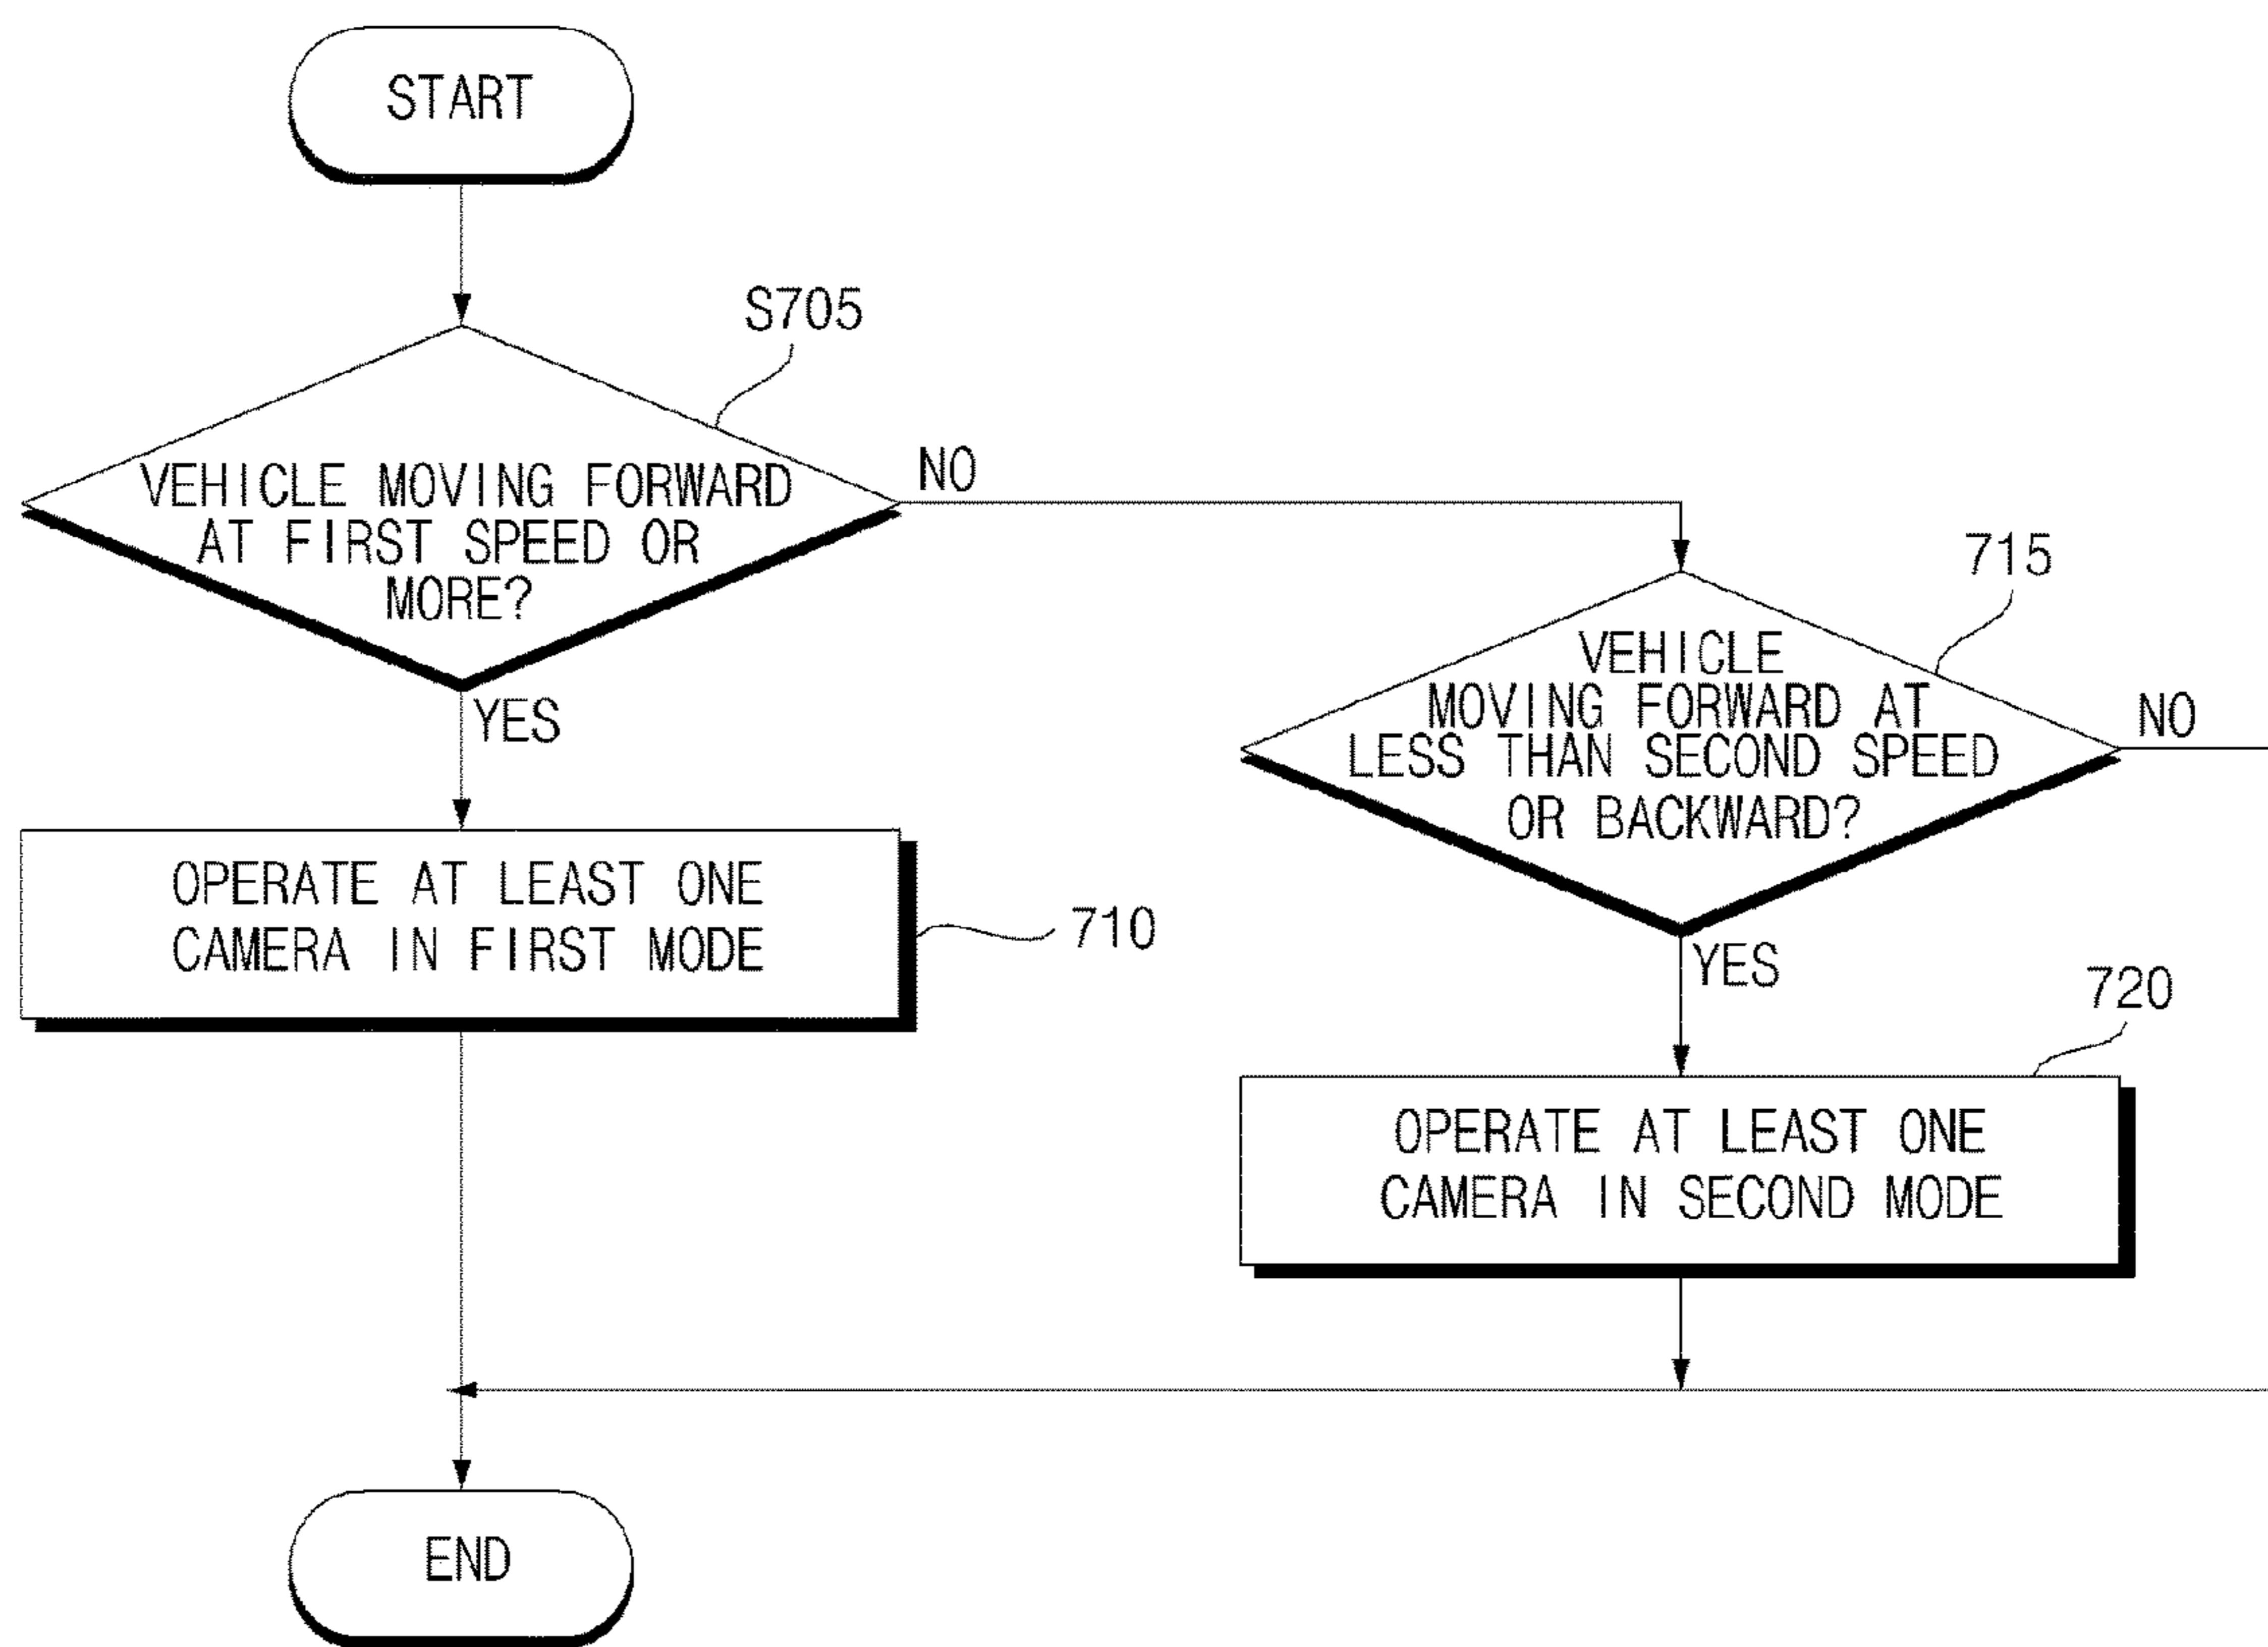 START
S705
VEHICLE MOVING FORWARD
AT FIRST SPEED OR
MORE?
NO
YES
715
VEHICLE
MOVING FORWARD AT
LESS THAN SECOND SPEED
OR BACKWARD?
NO
YES
OPERATE AT LEAST ONE
CAMERA IN FIRST MODE
710
720
OPERATE AT LEAST ONE
CAMERA IN SECOND MODE
END